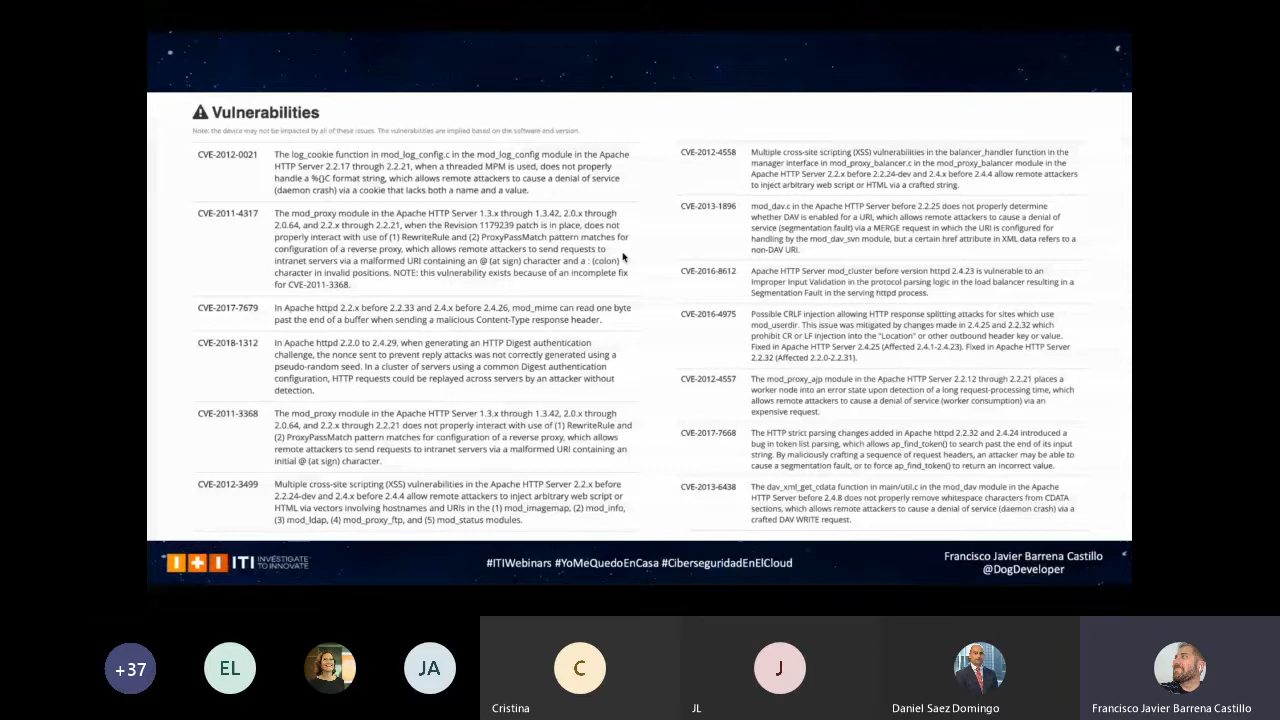 Vulnerabilities
Note: the device may not be impacted by all of these issues. The vulnerabilities are implied based on the software and version.
CVE-2012-0021 The log_cookie function in mod_log_config.c in the mod_log_config module in the Apache
HTTP Server 2.2.17 through 2.2.21, when a threaded MPM is used, does not properly
handle a %{}C format string, which allows remote attackers to cause a denial of service
(daemon crash) via a cookie that lacks both a name and a value.
CVE-2011-4317 The mod_proxy module in the Apache HTTP Server 1.3.x through 1.3.42, 2.0.x through
2.0.64, and 2.2.x through 2.2.21, when the Revision 1179239 patch is in place, does not
properly interact with use of (1) RewriteRule and (2) ProxyPassMatch pattern matches for
configuration of a reverse proxy, which allows remote attackers to send requests to
intranet servers via a malformed URI containing an @ (at sign) character and a : (colon)
character in invalid positions. NOTE: this vulnerability exists because of an incomplete fix
for CVE-2011-3368.
CVE-2017-7679 In Apache httpd 2.2.x before 2.2.33 and 2.4.x before 2.4.26, mod_mime can read one byte
past the end of a buffer when sending a malicious Content-Type response header.
CVE-2018-1312 In Apache httpd 2.2.0 to 2.4.29, when generating an HTTP Digest authentication
challenge, the nonce sent to prevent reply attacks was not correctly generated using a
pseudo-random seed. In a cluster of servers using a common Digest authentication
configuration, HTTP requests could be replayed across servers by an attacker without
detection.
CVE-2011-3368 The mod_proxy module in the Apache HTTP Server 1.3.x through 1.3.42, 2.0.x through
2.0.64, and 2.2.x through 2.2.21 does not properly interact with use of (1) RewriteRule and
(2) ProxyPassMatch pattern matches for configuration of a reverse proxy, which allows
remote attackers to send requests to intranet servers via a malformed URI containing an
initial @ (at sign) character.
CVE-2012-3499 Multiple cross-site scripting (XSS) vulnerabilities in the Apache HTTP Server 2.2.x before
2.2.24-dev and 2.4.x before 2.4.4 allow remote attackers to inject arbitrary web script or
HTML via vectors involving hostnames and URIs in the (1) mod_imagemap, (2) mod_info,
(3) mod_ldap, (4) mod_proxy_ftp, and (5) mod_status modules.
CVE-2012-4558 Multiple cross-site scripting (XSS) vulnerabilities in the balancer_handler function in the
manager interface in mod_proxy_balancer.c in the mod_proxy_balancer module in the
Apache HTTP Server 2.2.x before 2.2.24-dev and 2.4.x before 2.4.4 allow remote attackers
to inject arbitrary web script or HTML via a crafted string.
CVE-2013-1896 mod_dav.c in the Apache HTTP Server before 2.2.25 does not properly determine
whether DAV is enabled for a URI, which allows remote attackers to cause a denial of
service (segmentation fault) via a MERGE request in which the URI is configured for
handling by the mod_dav_svn module, but a certain href attribute in XML data refers to a
non-DAV URI.
CVE-2016-8612 Apache HTTP Server mod_cluster before version httpd 2.4.23 is vulnerable to an
Improper Input Validation in the protocol parsing logic in the load balancer resulting in a
Segmentation Fault in the serving httpd process.
CVE-2016-4975 Possible CRLF injection allowing HTTP response splitting attacks for sites which use
mod_userdir. This issue was mitigated by changes made in 2.4.25 and 2.2.32 which
prohibit CR or LF injection into the "Location" or other outbound header key or value.
Fixed in Apache HTTP Server 2.4.25 (Affected 2.4.1-2.4.23). Fixed in Apache HTTP Server
2.2.32 (Affected 2.2.0-2.2.31).
CVE-2012-4557 The mod_proxy_ajp module in the Apache HTTP Server 2.2.12 through 2.2.21 places a
worker node into an error state upon detection of a long request-processing time, which
allows remote attackers to cause a denial of service (worker consumption) via an
expensive request.
CVE-2017-7668 The HTTP strict parsing changes added in Apache httpd 2.2.32 and 2.4.24 introduced a
bug in token list parsing, which allows ap_find_token() to search past the end of its input
string. By maliciously crafting a sequence of request headers, an attacker may be able to
cause a segmentation fault, or to force ap_find_token() to return an incorrect value.
CVE-2013-6438 The dav_xml_get_cdata function in main/util.c in the mod_dav module in the Apache
HTTP Server before 2.4.8 does not properly remove whitespace characters from CDATA
sections, which allows remote attackers to cause a denial of service (daemon crash) via a
crafted DAV WRITE request.
I+I ITI INVESTIGATE
TO INNOVATE
#ITIWebinars #YoMeQuedoEnCasa #CiberseguridadEnElCloud
Francisco Javier Barrena Castillo
@DogDeveloper
+37
EL
JA
C
J
Cristina
JL
Daniel Saez Domingo
Francisco Javier Barrena Castillo